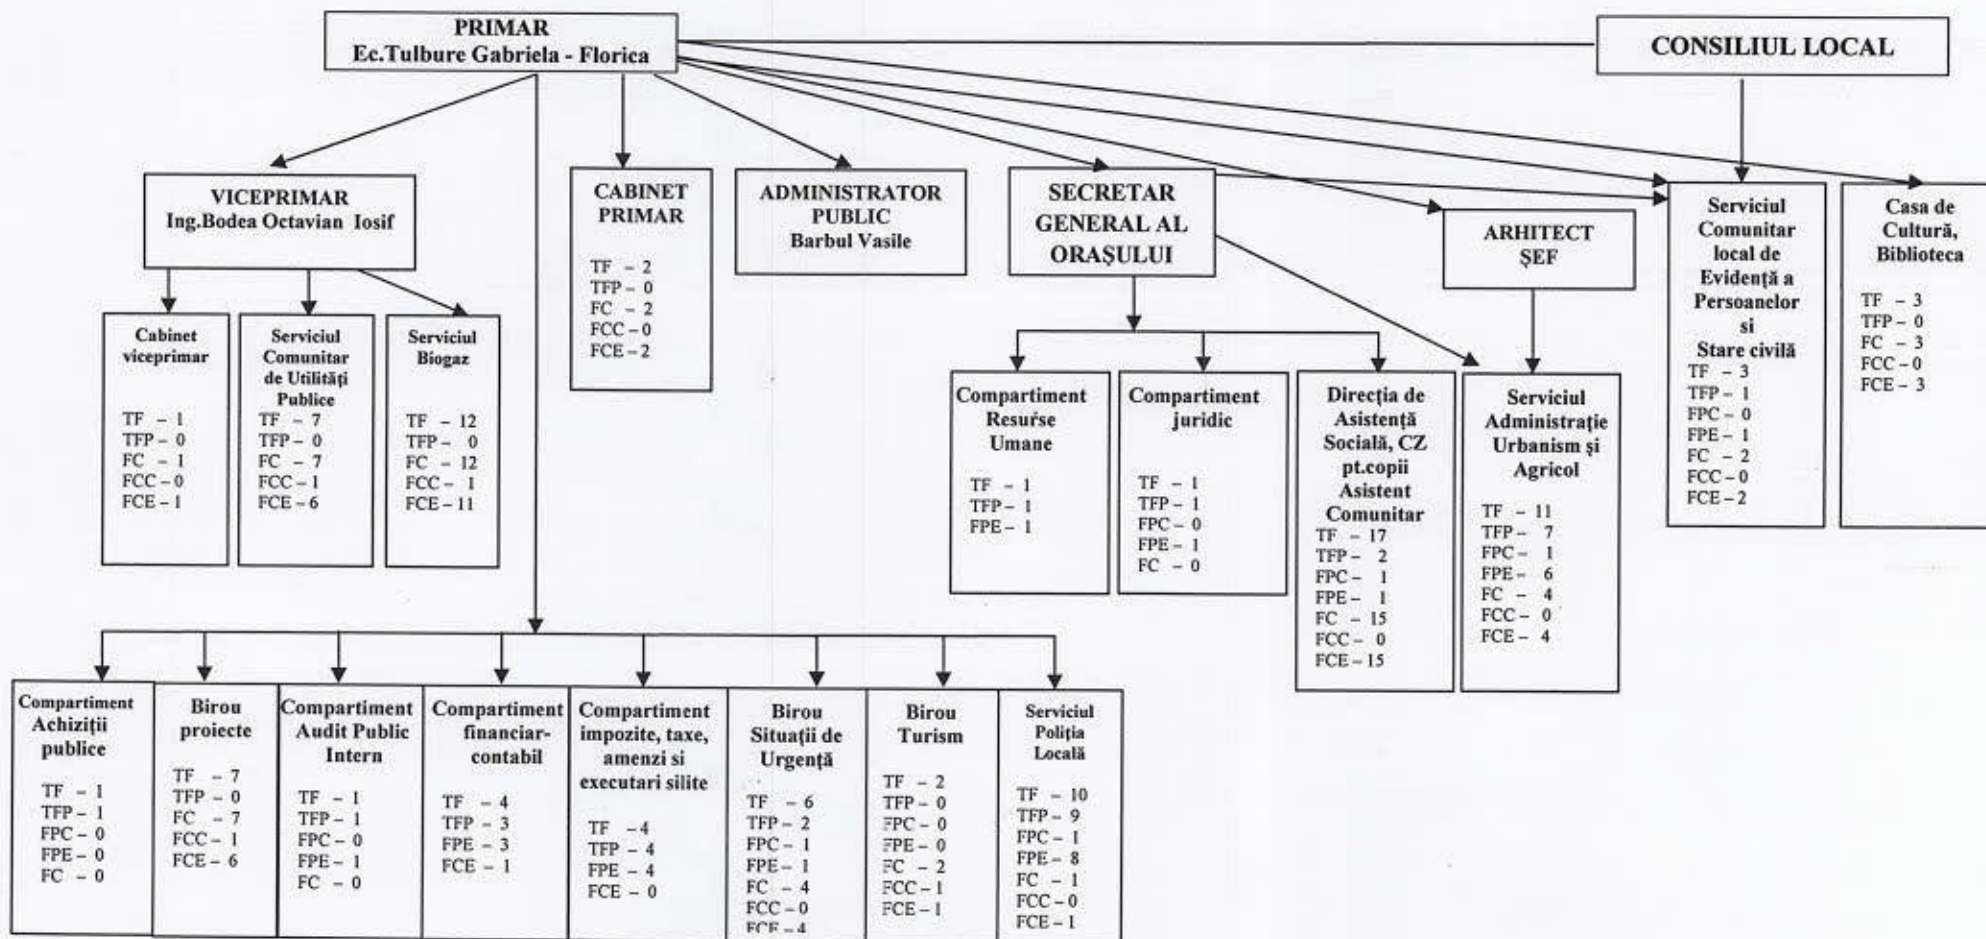 PRIMAR
Ec.Tulbure Gabriela - Florica
CONSILIUL LOCAL
VICEPRIMAR
Ing.Bodea Octavian Iosif
CABINET
PRIMAR
TF - 2
TFP - 0
FC - 2
FCC - 0
FCE - 2
ADMINISTRATOR
PUBLIC
Barbul Vasile
SECRETAR
GENERAL AL
ORAŞULUI
ARHITECT
ŞEF
Serviciul
Comunitar
local de
Evidenţă a
Persoanelor
si
Stare civilă
TF - 3
TFP - 1
FPC - 0
FPE - 1
FC - 2
FCC - 0
FCE - 2
Casa de
Cultură,
Biblioteca
TF - 3
TFP - 0
FC - 3
FCC - 0
FCE - 3
Cabinet
viceprimar
TF - 1
TFP - 0
FC - 1
FCC - 0
FCE - 1
Serviciul
Comunitar
de Utilităţi
Publice
TF - 7
TFP - 0
FC - 7
FCC - 1
FCE - 6
Serviciul
Biogaz
TF - 12
TFP - 0
FC - 12
FCC - 1
FCE - 11
Compartiment
Resurse
Umane
TF - 1
TFP - 1
FPE - 1
Compartiment
juridic
TF - 1
TFP - 1
FPC - 0
FPE - 1
FC - 0
Direcţia de
Asistenţă
Socială, CZ
pt.copii
Asistent
Comunitar
TF - 17
TFP - 2
FPC - 1
FPE - 1
FC - 15
FCC - 0
FCE - 15
Serviciul
Administraţie
Urbanism şi
Agricol
TF - 11
TFP - 7
FPC - 1
FPE - 6
FC - 4
FCC - 0
FCE - 4
Compartiment
Achiziţii
publice
TF - 1
TFP - 1
FPC - 0
FPE - 0
FC - 0
Birou
proiecte
TF - 7
TFP - 0
FC - 7
FCC - 1
FCE - 6
Compartiment
Audit Public
Intern
TF - 1
TFP - 1
FPC - 0
FPE - 1
FC - 0
Compartiment
financiar-
contabil
TF - 4
TFP - 3
FPE - 3
FCE - 1
Compartiment
impozite, taxe,
amenzi si
executari silite
TF - 4
TFP - 4
FPE - 4
FCE - 0
Birou
Situaţii de
Urgenţă
TF - 6
TFP - 2
FPC - 1
FPE - 1
FC - 4
FCC - 0
FCE - 4
Birou
Turism
TF - 2
TFP - 0
FPC - 0
FPE - 0
FC - 2
FCC - 1
FCE - 1
Serviciul
Poliţia
Locală
TF - 10
TFP - 9
FPC - 1
FPE - 8
FC - 1
FCC - 0
FCE - 1